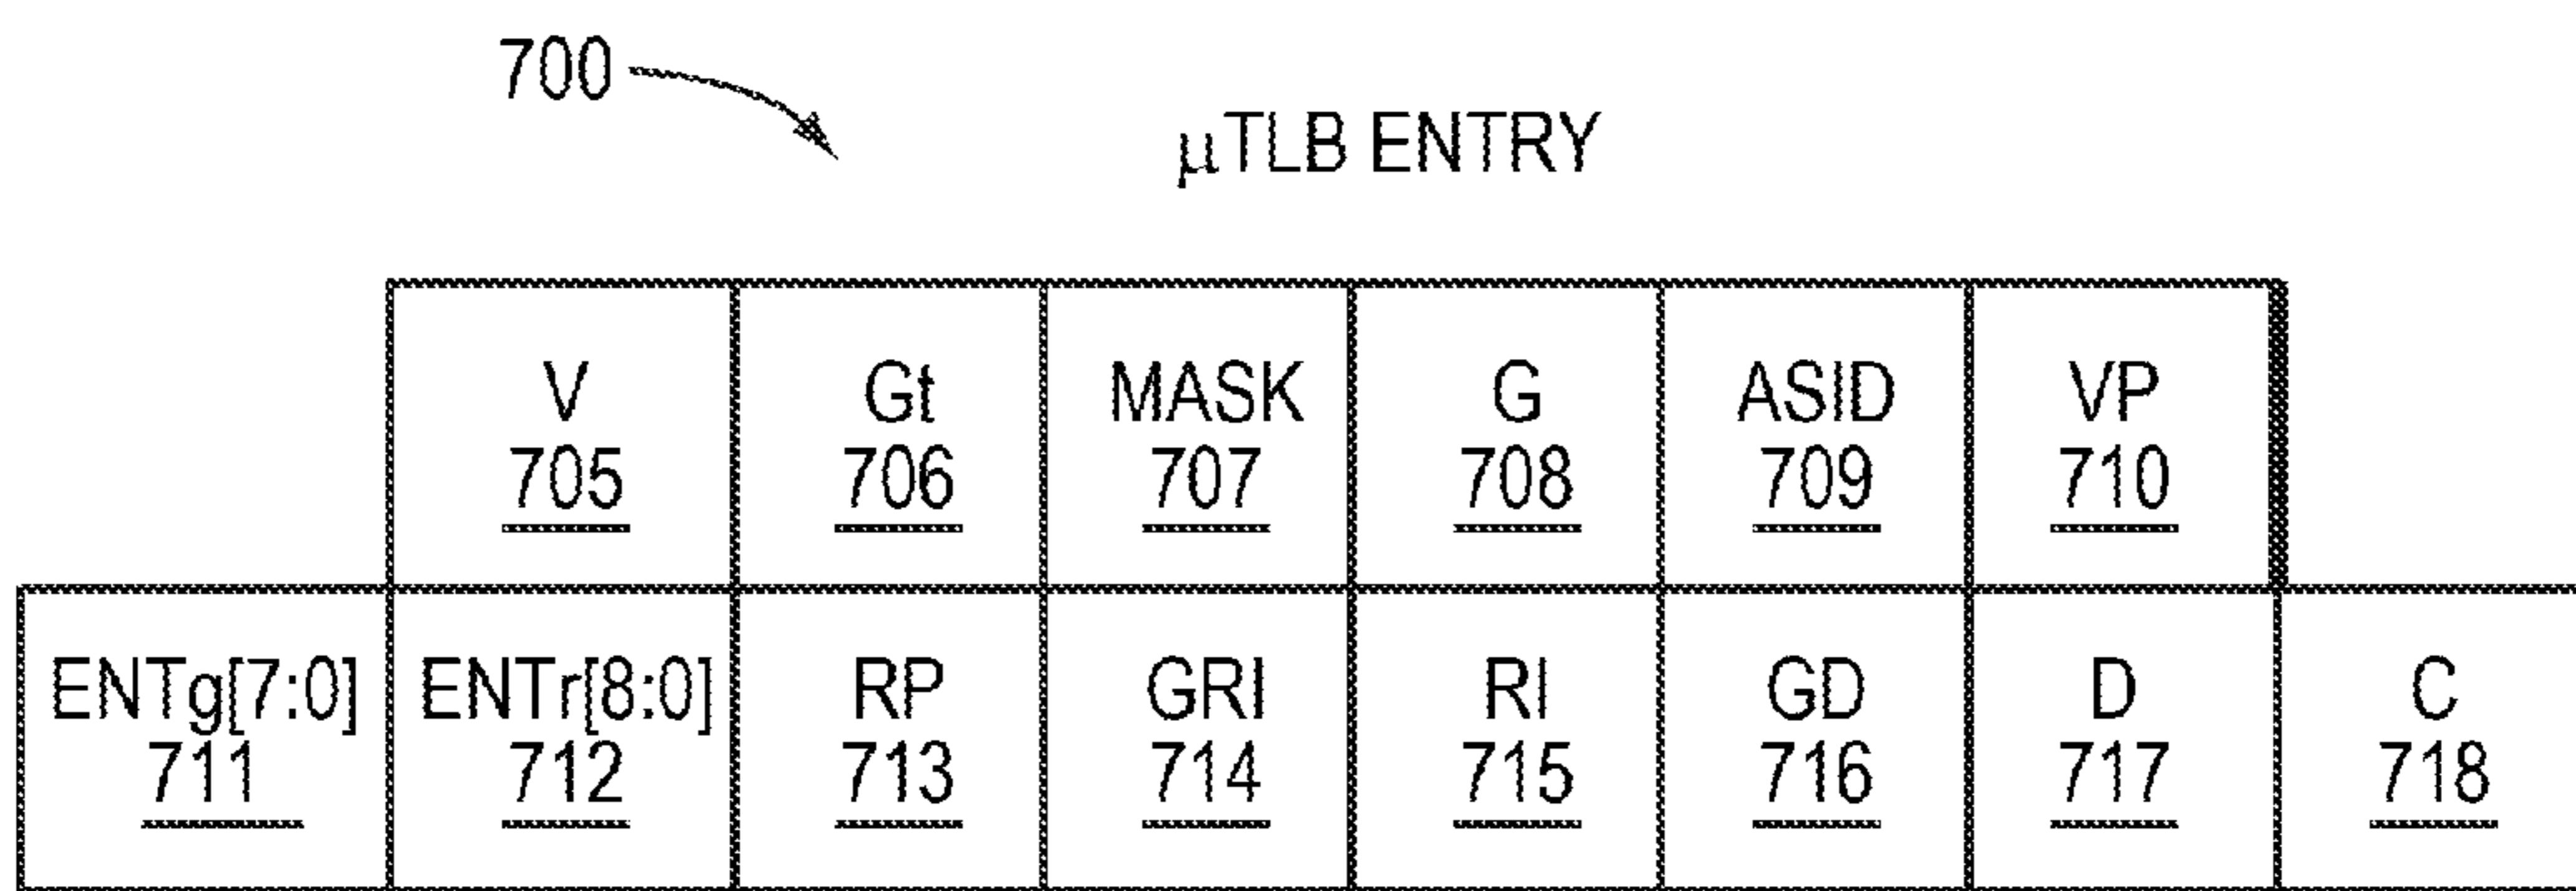 700
µTLB ENTRY
V Gt MASK G ASID VP
705 706 707 708 709 710
ENTg[7:0] ENTr[8:0] RP GRI RI GD D C
711 712 713 714 715 716 717 718